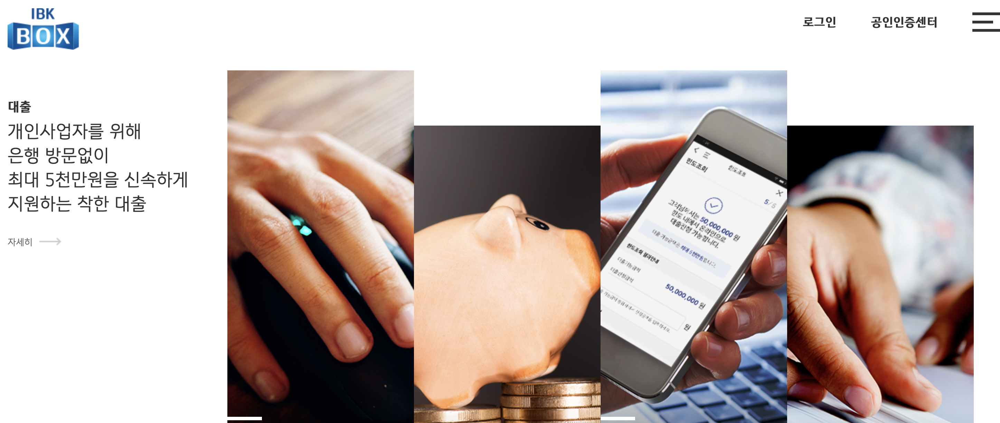 IBK
BOX
로그인
공인인증센터
대출
개인사업자를 위해
은행 방문없이
최대 5천만원을 신속하게
지원하는 착한 대출
자세히
한도조회
한도조회
5/5
고객님께서는 50,000,000 원
한도 내에서 온라인으로
대출진행 가능합니다.
대출 가능금액은 최대 5천만원입니다.
한도조회 결과안내
대출가능금액
대출신청금액
50,000,000 원
원